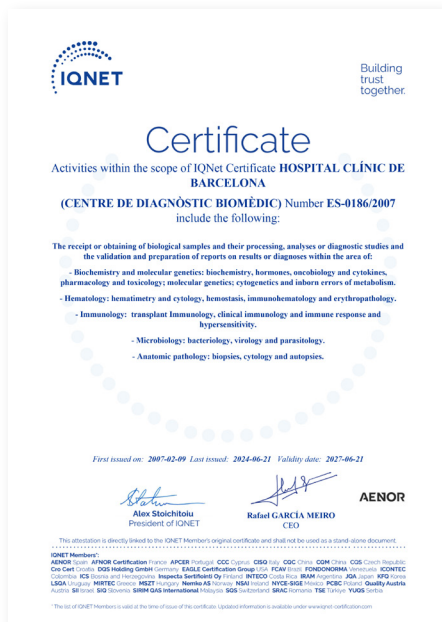 IQNET
Building
trust
together.
Certificate
Activities within the scope of IQNet Certificate HOSPITAL CLÍNIC DE
BARCELONA
(CENTRE DE DIAGNÒSTIC BIOMÈDIC) Number ES-0186/2007
include the following:
The receipt or obtaining of biological samples and their processing, analyses or diagnostic studies and
the validation and preparation of reports on results or diagnoses within the area of:
- Biochemistry and molecular genetics: biochemistry, hormones, oncobiology and cytokines,
pharmacology and toxicology; molecular genetics; cytogenetics and inborn errors of metabolism.
- Hematology: hematimetry and cytology, hemostasis, immunohematology and erythropathology.
- Immunology: transplant Immunology, clinical immunology and immune response and
hypersensitivity.
- Microbiology: bacteriology, virology and parasitology.
- Anatomic pathology: biopsies, cytology and autopsies.
First issued on: 2007-02-09 Last issued: 2024-06-21 Validity date: 2027-06-21
Alex Stoichitoiu
President of IQNET
Rafael GARCÍA MEIRO
CEO
AENOR
This attestation is directly linked to the IQNET Member's original certificate and shall not be used as a stand-alone document.
IQNET Members*:
AENOR Spain AFNOR Certification France APCER Portugal CCC Cyprus CISQ Italy CQC China CQM China CQS Czech Republic
Cro Cert Croatia DQS Holding GmbH Germany EAGLE Certification Group USA FCAV Brazil FONDONORMA Venezuela ICONTEC
Colombia ICS Bosnia and Herzegovina Inspecta Sertifiointi Oy Finland INTECO Costa Rica IRAM Argentina JQA Japan KFQ Korea
LSQA Uruguay MIRTEC Greece MSZT Hungary Nemko AS Norway NSAI Ireland NYCE-SIGE Mexico PCBC Poland Quality Austria
Austria SII Israel SIQ Slovenia SIRIM QAS International Malaysia SQS Switzerland SRAC Romania TSE Türkiye YUQS Serbia
* The list of IQNET Members is valid at the time of issue of this certificate. Updated information is available under www.iqnet-certification.com